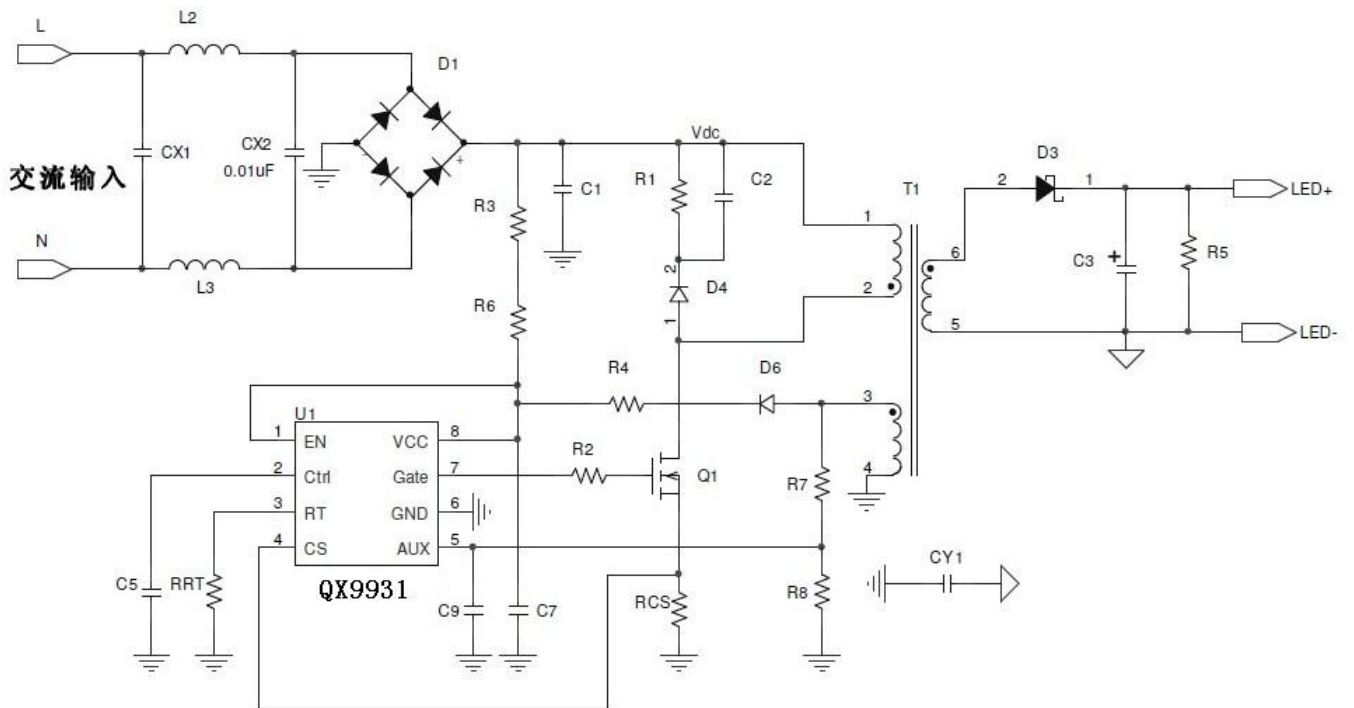 L
L2
D1
CX1
CX2
0.01uF
交流输入
N
L3
-
+
Vdc
R3
C1
R1
C2
R6
2
D4
1
T1
1
2
6
5
3
4
2
D3
1
LED+
C3
+
R5
LED-
R4
D6
U1
1
EN
VCC
8
2
Ctrl
Gate
7
3
RT
GND
6
4
CS
AUX
5
QX9931
R2
Q1
R7
C5
RRT
C9
C7
RCS
R8
CY1